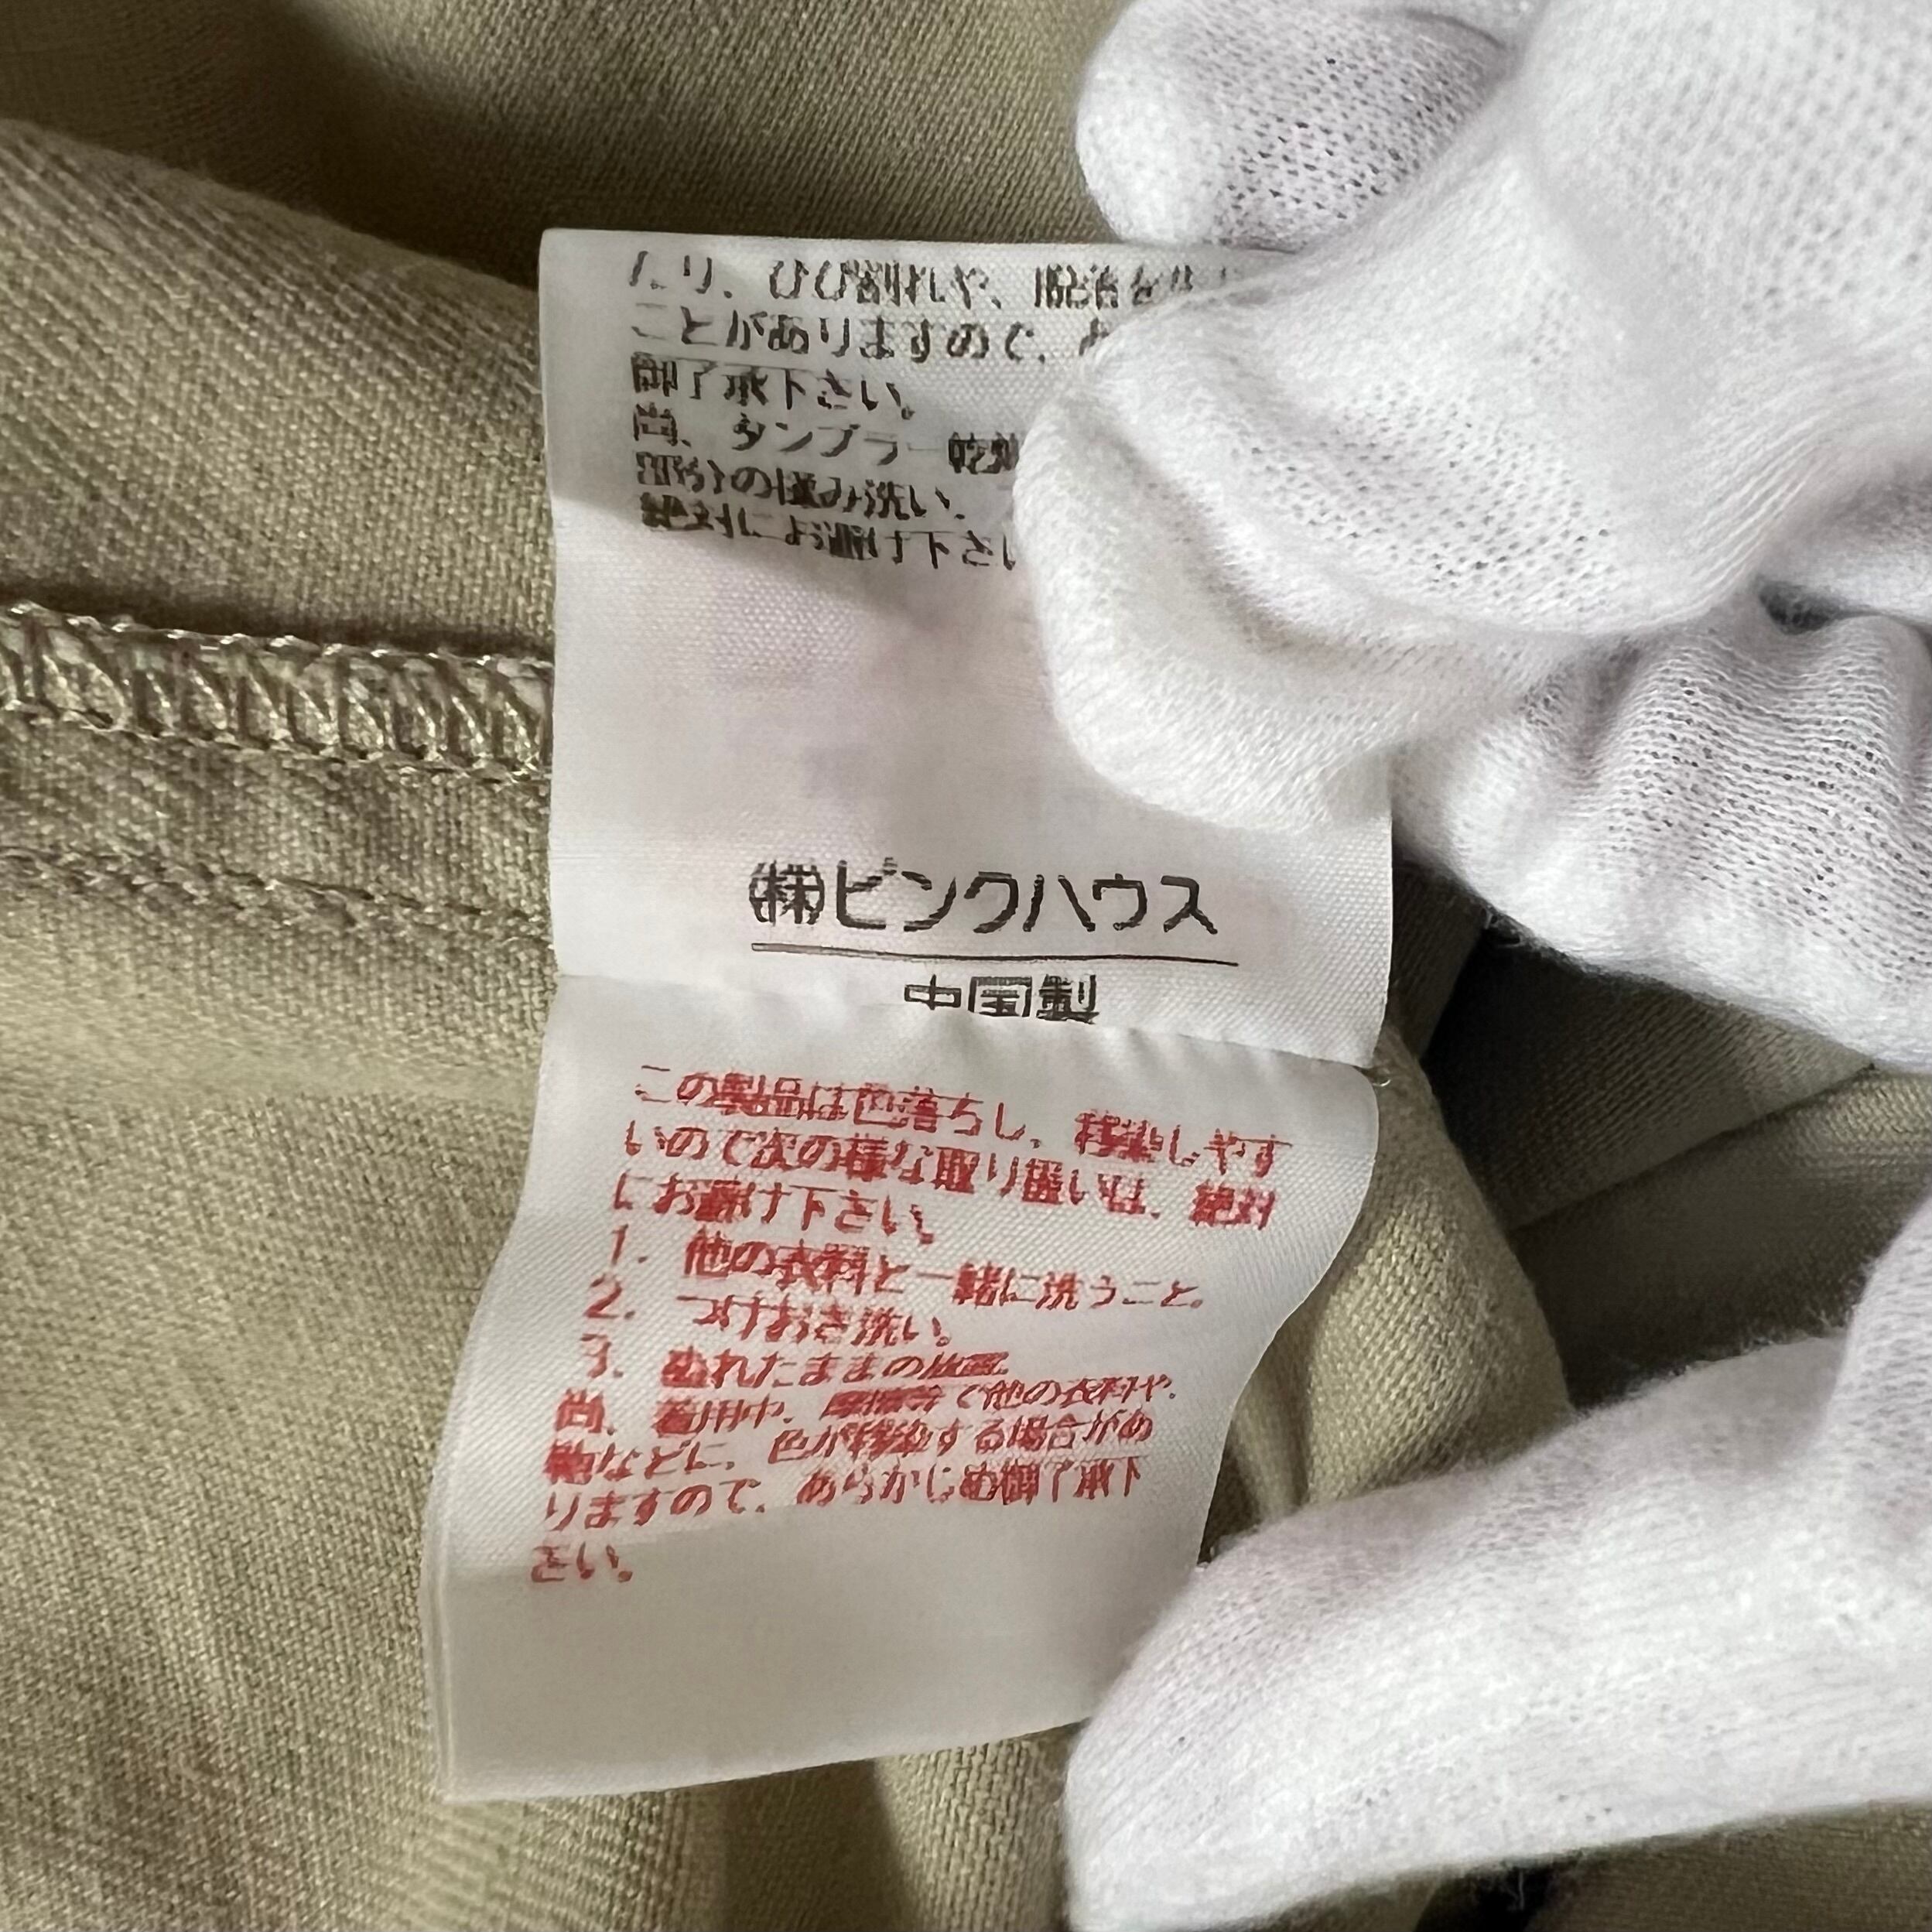 たり、ひび割れや、脱落を生
ことがありますので、あ
御了承下さい。
尚、タンブラー乾燥
部分の揉み洗い、
絶対にお避け下さい
㈱ピンクハウス
中国製
この製品は色落ちし、移染しやす
いので次の様な取り扱いは、絶対
にお避け下さい。
1. 他の衣料と一緒に洗うこと。
2. つけおき洗い。
3. ぬれたままの放置。
尚、着用中、摩擦等で他の衣料や、
鞄などに、色が移染する場合があ
りますので、あらかじめ御了承下
さい。